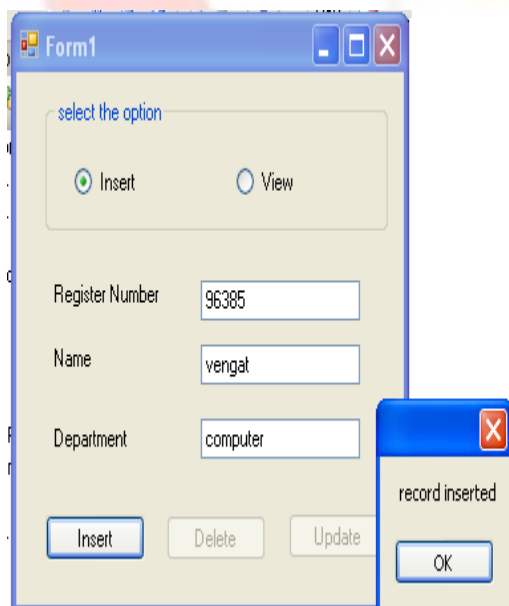 Form1
select the option
Insert View
Register Number 96385
Name vengat
Department computer
record inserted
Insert Delete Update
OK